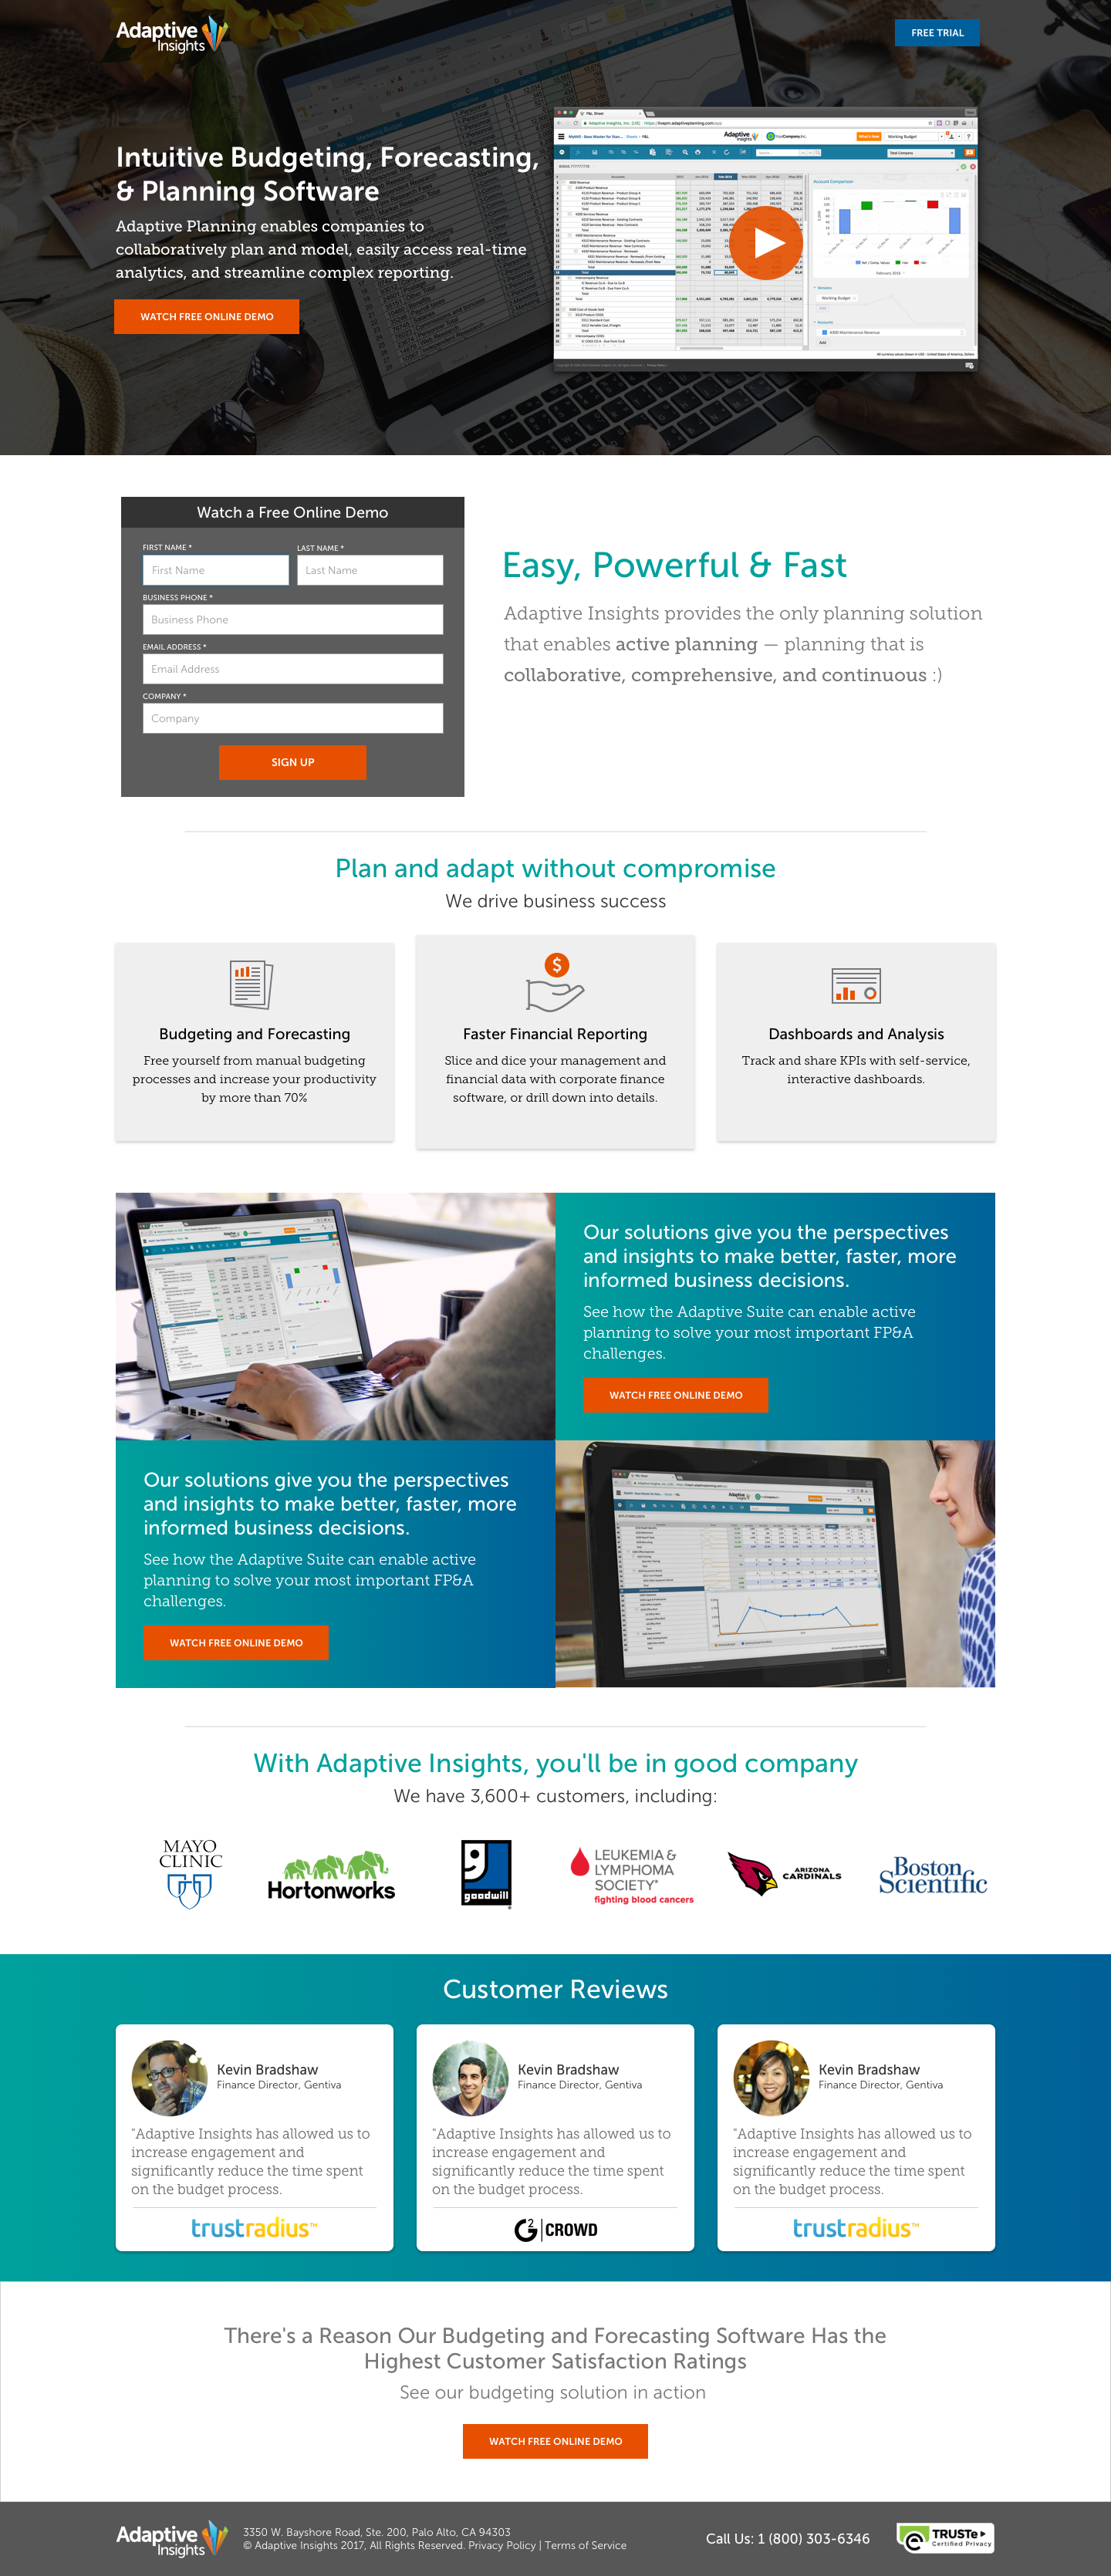 Adaptive
Insights
FREE TRIAL
Intuitive Budgeting, Forecasting,
& Planning Software
Adaptive Planning enables companies to
collaboratively plan and model, easily access real-time
analytics, and streamline complex reporting.
WATCH FREE ONLINE DEMO
Watch a Free Online Demo
FIRST NAME *
LAST NAME *
First Name
Last Name
BUSINESS PHONE *
Business Phone
EMAIL ADDRESS *
Email Address
COMPANY *
Company
SIGN UP
Easy, Powerful & Fast
Adaptive Insights provides the only planning solution
that enables active planning — planning that is
collaborative, comprehensive, and continuous :)
Plan and adapt without compromise
We drive business success
Budgeting and Forecasting
Free yourself from manual budgeting
processes and increase your productivity
by more than 70%
$
Faster Financial Reporting
Slice and dice your management and
financial data with corporate finance
software, or drill down into details.
Dashboards and Analysis
Track and share KPIs with self-service,
interactive dashboards.
Our solutions give you the perspectives
and insights to make better, faster, more
informed business decisions.
See how the Adaptive Suite can enable active
planning to solve your most important FP&A
challenges.
WATCH FREE ONLINE DEMO
Our solutions give you the perspectives
and insights to make better, faster, more
informed business decisions.
See how the Adaptive Suite can enable active
planning to solve your most important FP&A
challenges.
WATCH FREE ONLINE DEMO
With Adaptive Insights, you'll be in good company
We have 3,600+ customers, including:
MAYO
CLINIC
Hortonworks
goodwill
LEUKEMIA &
LYMPHOMA
SOCIETY®
fighting blood cancers
ARIZONA
CARDINALS
Boston
Scientific
Customer Reviews
Kevin Bradshaw
Finance Director, Gentiva
"Adaptive Insights has allowed us to
increase engagement and
significantly reduce the time spent
on the budget process.
trustradius™
Kevin Bradshaw
Finance Director, Gentiva
"Adaptive Insights has allowed us to
increase engagement and
significantly reduce the time spent
on the budget process.
G2 | CROWD
Kevin Bradshaw
Finance Director, Gentiva
"Adaptive Insights has allowed us to
increase engagement and
significantly reduce the time spent
on the budget process.
trustradius™
There's a Reason Our Budgeting and Forecasting Software Has the
Highest Customer Satisfaction Ratings
See our budgeting solution in action
WATCH FREE ONLINE DEMO
Adaptive
Insights
3350 W. Bayshore Road, Ste. 200, Palo Alto, CA 94303
© Adaptive Insights 2017, All Rights Reserved. Privacy Policy | Terms of Service
Call Us: 1 (800) 303-6346
TRUSTe
Certified Privacy